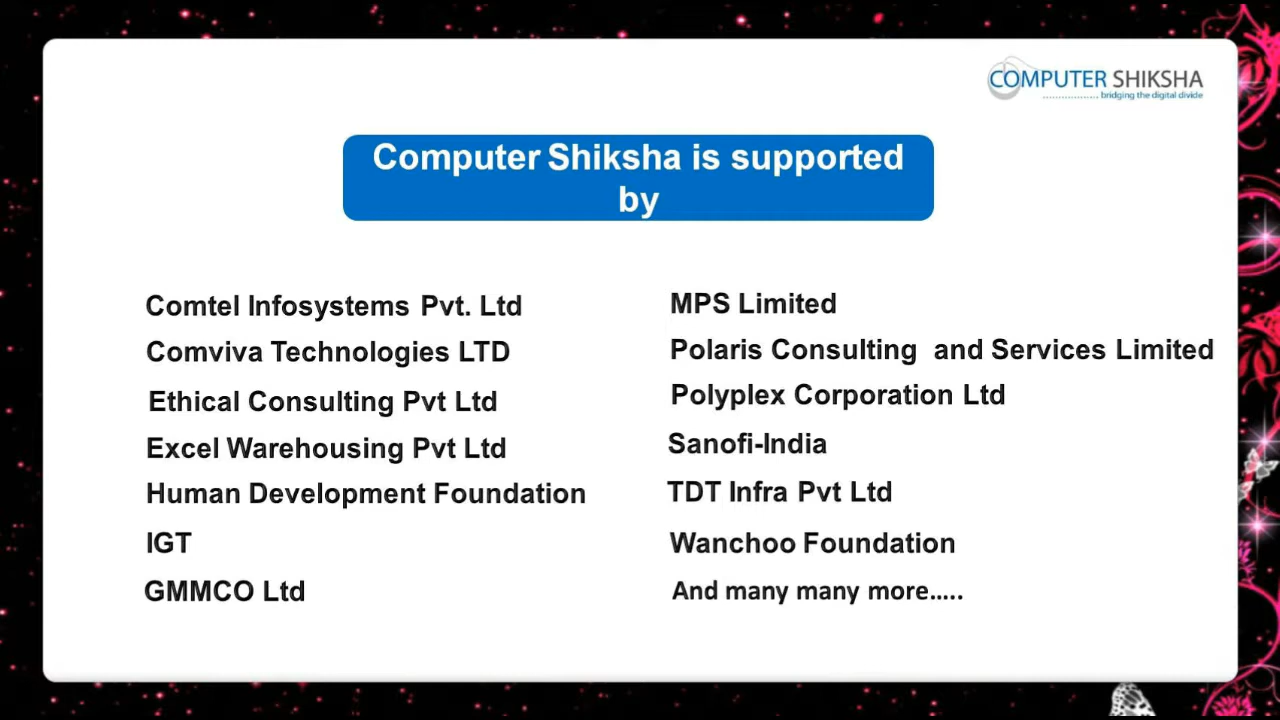 COMPUTER SHIKSHA
bridging the digital divide
Computer Shiksha is supported
by
Comtel Infosystems Pvt. Ltd
Comviva Technologies LTD
Ethical Consulting Pvt Ltd
Excel Warehousing Pvt Ltd
Human Development Foundation
IGT
GMMCO Ltd
MPS Limited
Polaris Consulting and Services Limited
Polyplex Corporation Ltd
Sanofi-India
TDT Infra Pvt Ltd
Wanchoo Foundation
And many many more.....